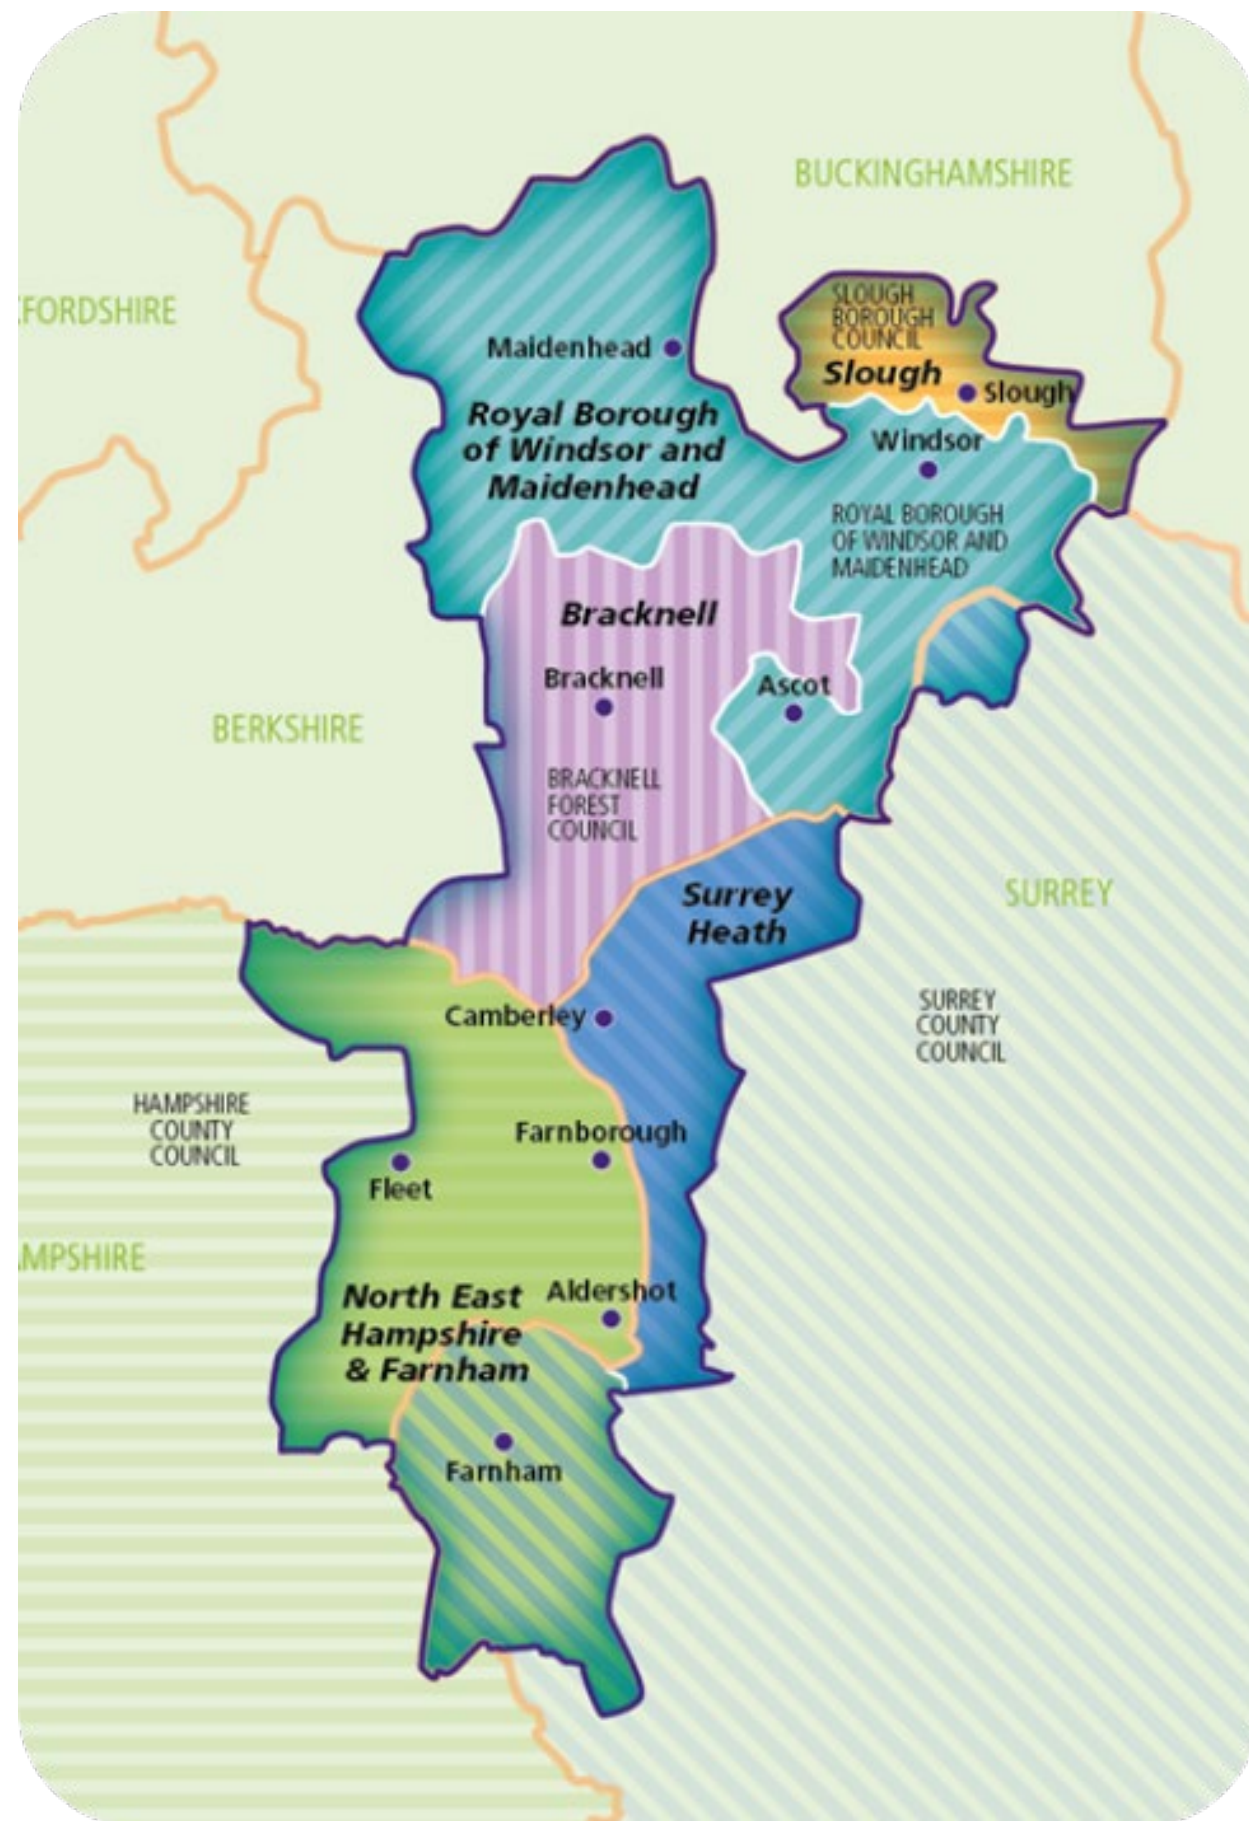 BUCKINGHAMSHIRE
FORDSHIRE
SLOUGH
BOROUGH
COUNCIL
Slough
Slough
Maidenhead
Royal Borough
of Windsor and
Maidenhead
Windsor
ROYAL BOROUGH
OF WINDSOR AND
MAIDENHEAD
Bracknell
Bracknell
Ascot
BERKSHIRE
BRACKNELL
FOREST
COUNCIL
Surrey
Heath
SURREY
Camberley
SURREY
COUNTY
COUNCIL
HAMPSHIRE
COUNTY
COUNCIL
Farnborough
Fleet
MPSHIRE
North East
Hampshire
& Farnham
Aldershot
Farnham